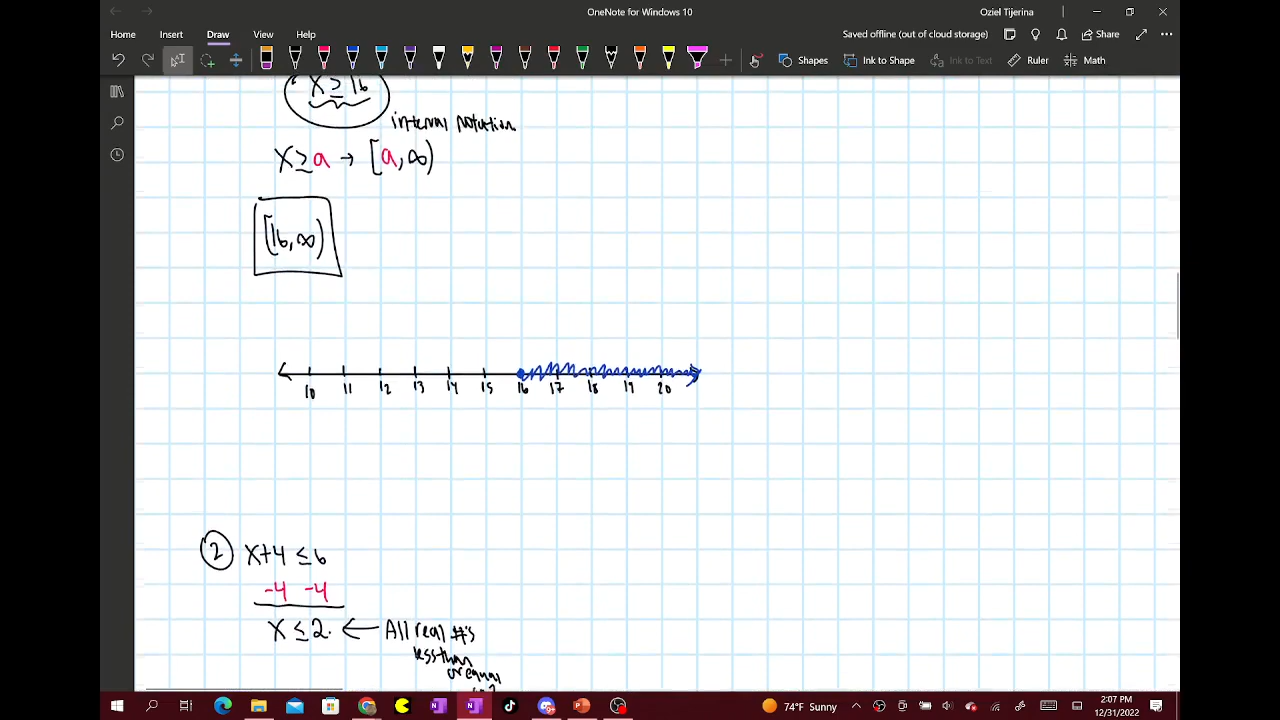 OneNote for Windows 10
Oziel Tijerina
Home Insert Draw View Help
Saved offline (out of cloud storage)
Share
Shapes
Ink to Shape
Ink to Text
Ruler
Math
x ≥ 16
interval notation
x ≥ a → [a, ∞)
[16, ∞)
10 11 12 13 14 15 16 17 18 19 20
2 x+4 ≤ 6
-4 -4
x ≤ 2. ← All real #'s
less than
or equal
74°F Sunny
2:07 PM
12/31/2022